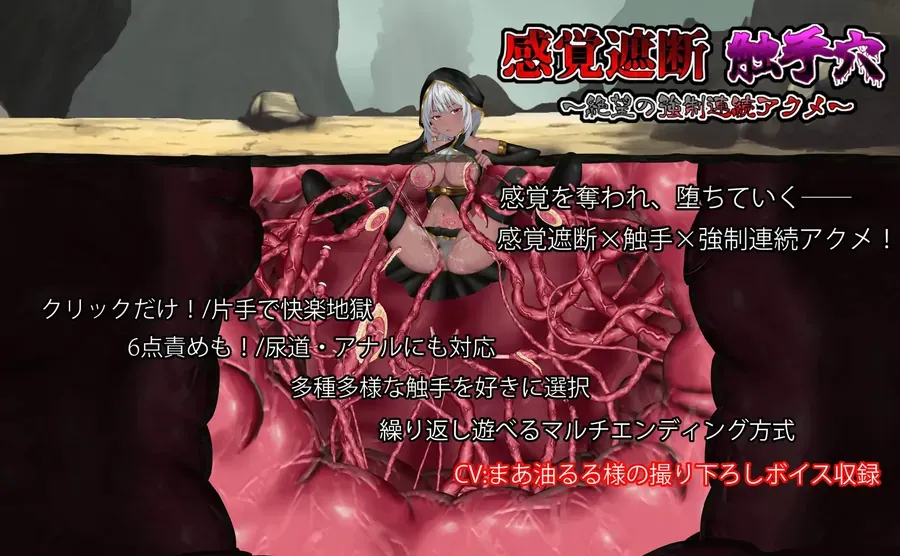 感覚遮断 触手穴
～絶望の強制連続アクメ～
感覚を奪われ、堕ちていく──
感覚遮断×触手×強制連続アクメ！
クリックだけ！/片手で快楽地獄
6点責めも！/尿道・アナルにも対応
多種多様な触手を好きに選択
繰り返し遊べるマルチエンディング方式
CV:まあ油るる様の撮り下ろしボイス収録